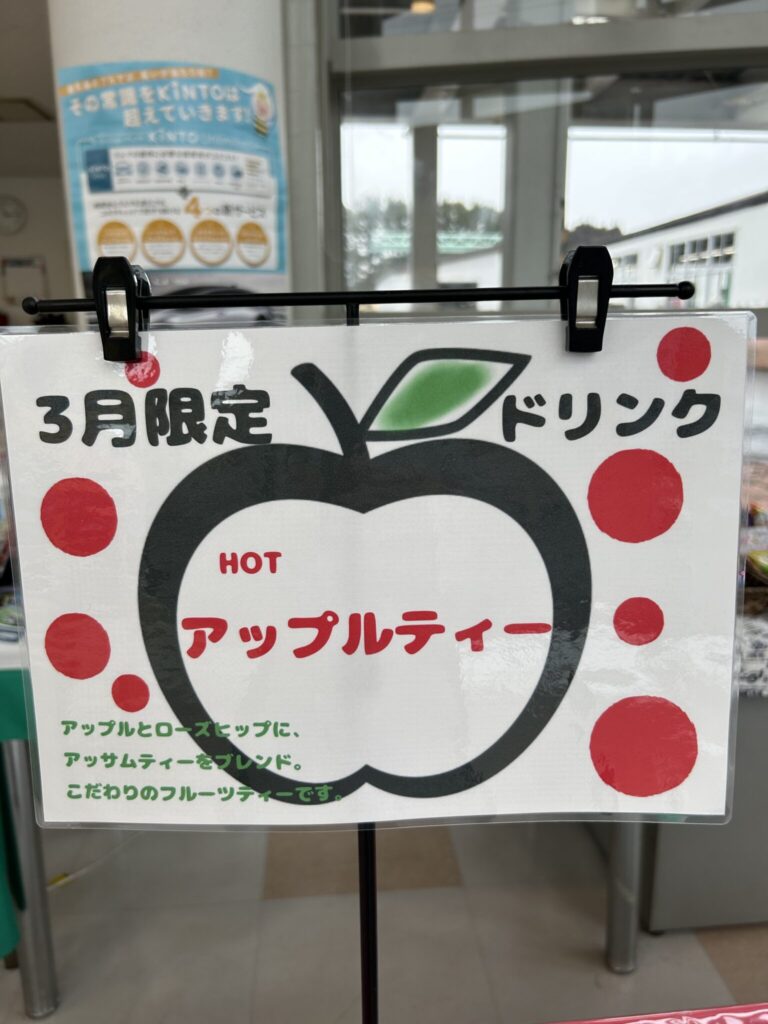 その常識をKINTOは
超えていきます!
KINTO
4つの
3月限定
ドリンク
HOT
アップルティー
アップルとローズヒップに、
アッサムティーをブレンド。
こだわりのフルーツティーです。